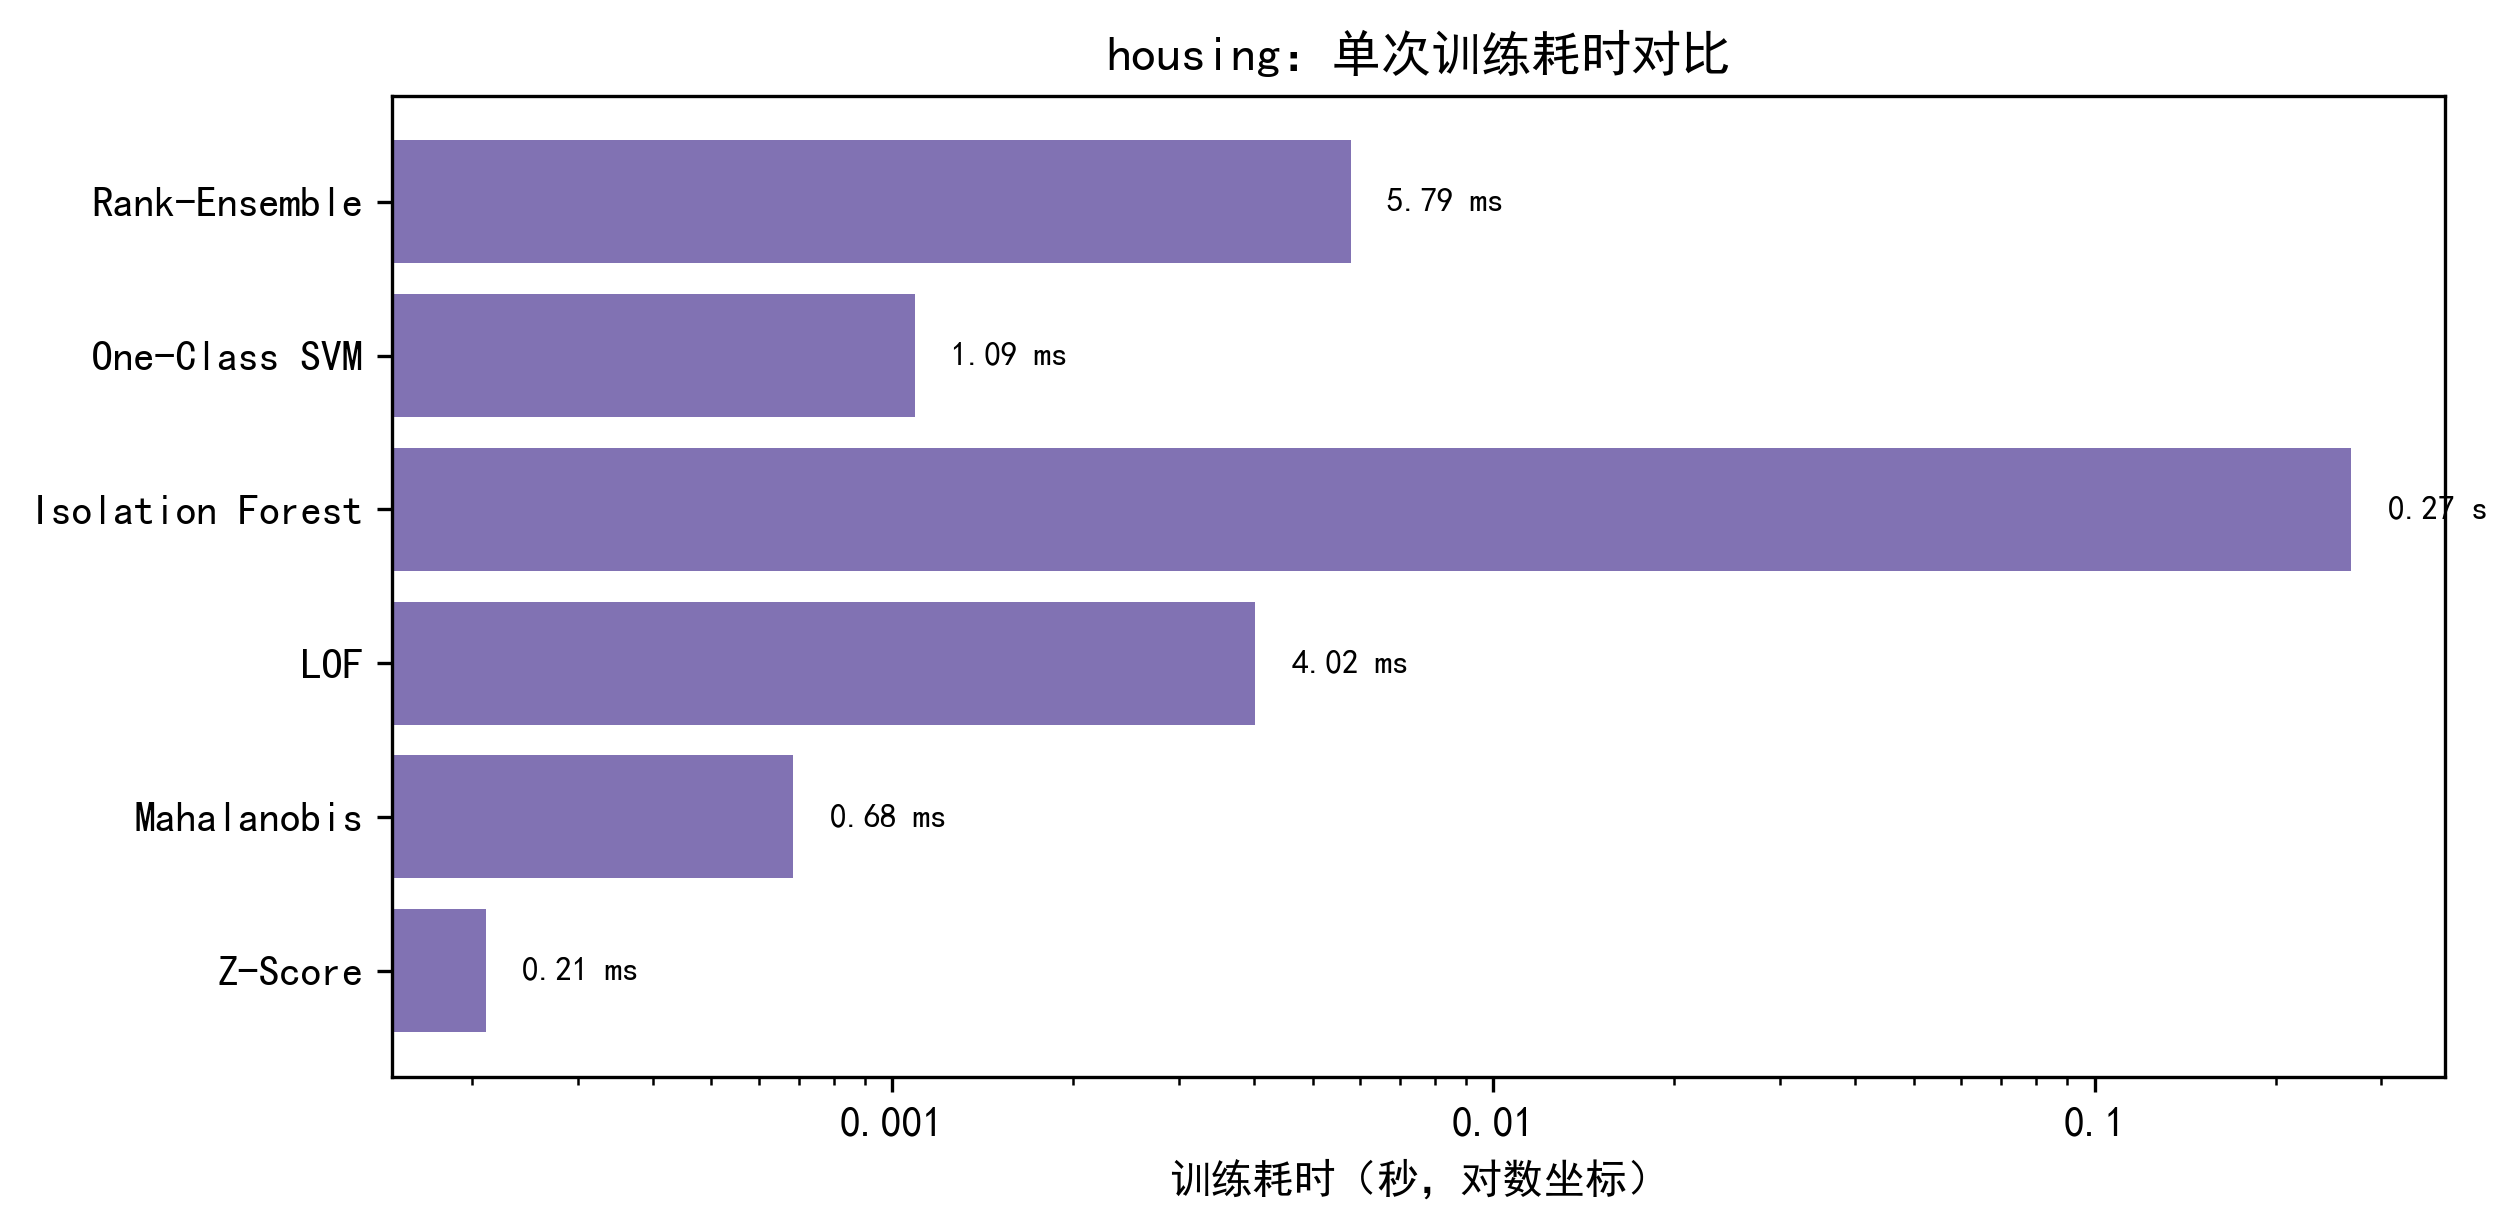 housing：单次训练耗时对比
Rank-Ensemble
5.79 ms
One-Class SVM
1.09 ms
Isolation Forest
0.27 s
LOF
4.02 ms
Mahalanobis
0.68 ms
Z-Score
0.21 ms
0.001
0.01
0.1
训练耗时（秒，对数坐标）